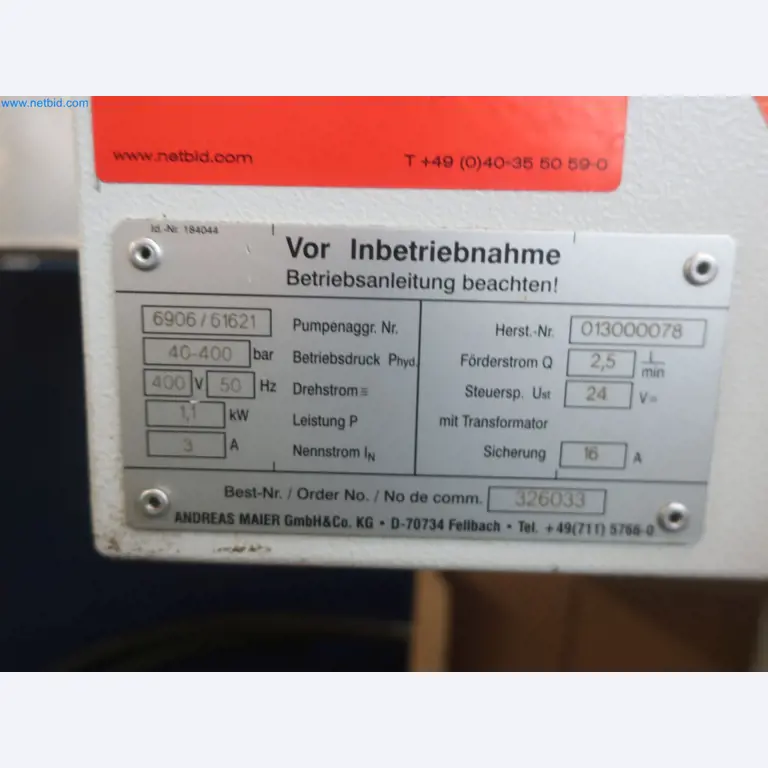 www.netbid.com
www.netbid.com T +49 (0)40-35 50 59-0
Id.-Nr. 184044
Vor Inbetriebnahme
Betriebsanleitung beachten!
6906/61621 Pumpenaggr. Nr. Herst.-Nr. 013000078
40-400 bar Betriebsdruck Phyd. Förderstrom Q 2,5 L/min
400 V 50 Hz Drehstrom Steuersp. Ust 24 V=
1,1 kW Leistung P mit Transformator
3 A Nennstrom IN Sicherung 16 A
Best-Nr. / Order No. / No de comm. 326033
ANDREAS MAIER GmbH&Co. KG • D-70734 Fellbach • Tel. +49(711) 5766-0